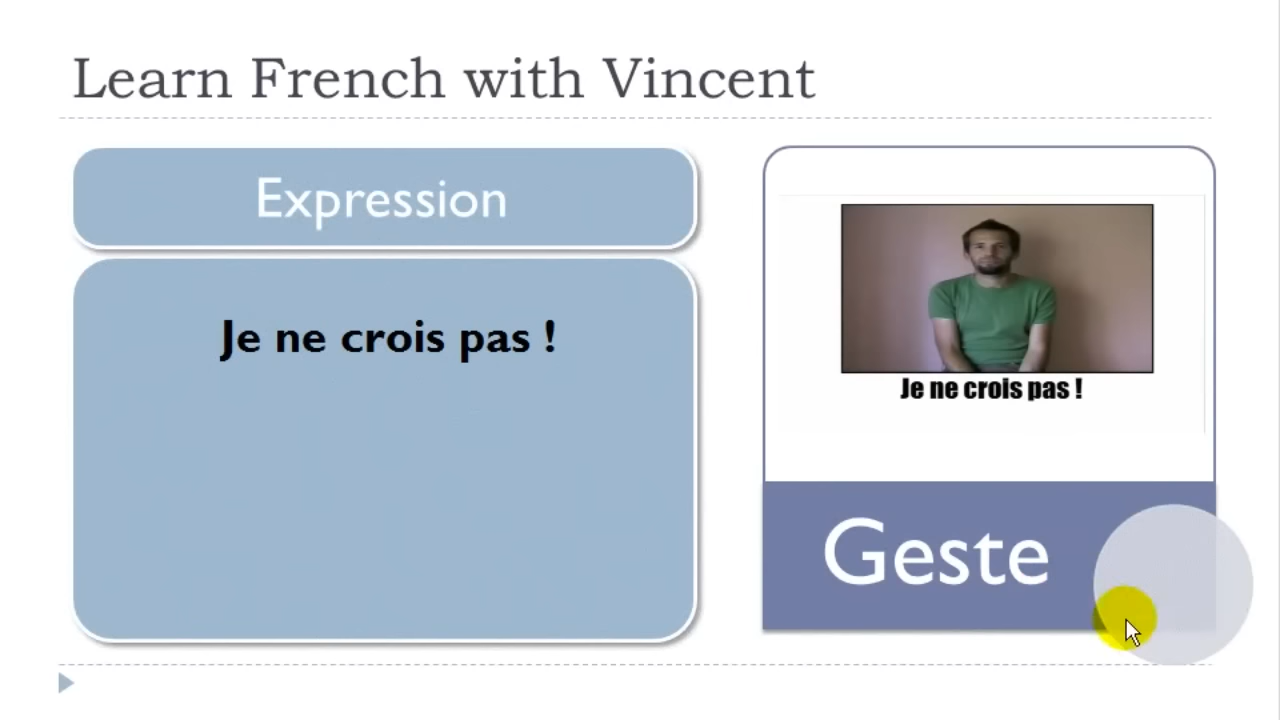 Learn French with Vincent
Expression
Je ne crois pas !
Je ne crois pas !
Geste